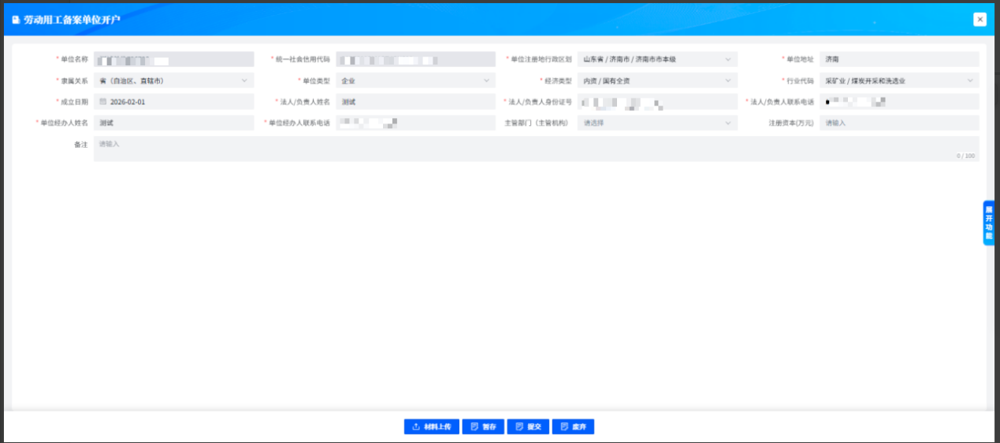 劳动用工备案单位开户
* 单位名称 * 统一社会信用代码 * 单位注册地行政区划 山东省 / 济南市 / 济南市市本级 * 单位地址 济南
* 隶属关系 省（自治区、直辖市） * 单位类型 企业 * 经济类型 内资 / 国有全资 * 行业代码 采矿业 / 煤炭开采和洗选业
* 成立日期 2026-02-01 * 法人/负责人姓名 测试 * 法人/负责人身份证号 * 法人/负责人联系电话
* 单位经办人姓名 测试 * 单位经办人联系电话 主管部门（主管机构） 请选择 注册资本(万元) 请输入
备注 请输入
0 / 100
展开功能
材料上传 暂存 提交 废弃